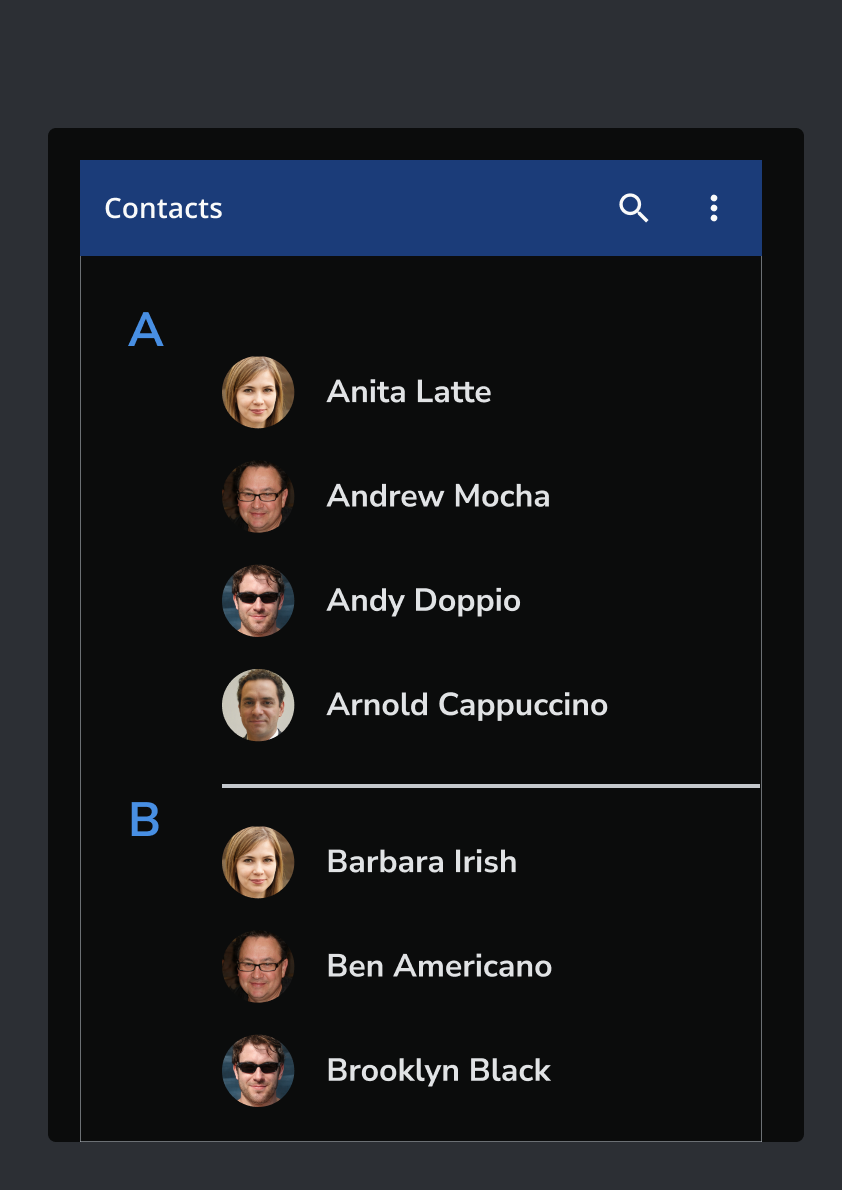 Contacts
A
Anita Latte
Andrew Mocha
Andy Doppio
Arnold Cappuccino
B
Barbara Irish
Ben Americano
Brooklyn Black